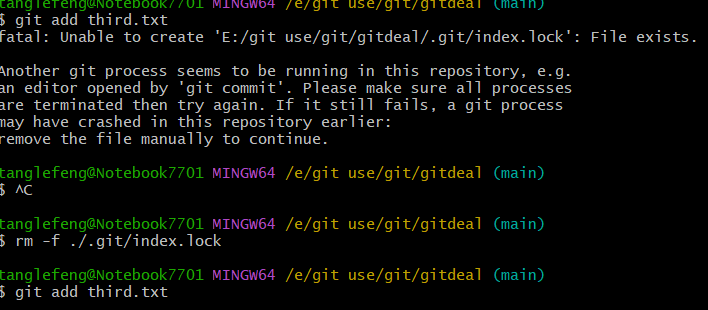 tanglefeng@Notebook7701 MINGW64 /e/git use/git/gitdeal (main)
$ git add third.txt
fatal: Unable to create 'E:/git use/git/gitdeal/.git/index.lock': File exists.
Another git process seems to be running in this repository, e.g.
an editor opened by 'git commit'. Please make sure all processes
are terminated then try again. If it still fails, a git process
may have crashed in this repository earlier:
remove the file manually to continue.
tanglefeng@Notebook7701 MINGW64 /e/git use/git/gitdeal (main)
$ ^C
tanglefeng@Notebook7701 MINGW64 /e/git use/git/gitdeal (main)
$ rm -f ./.git/index.lock
tanglefeng@Notebook7701 MINGW64 /e/git use/git/gitdeal (main)
$ git add third.txt